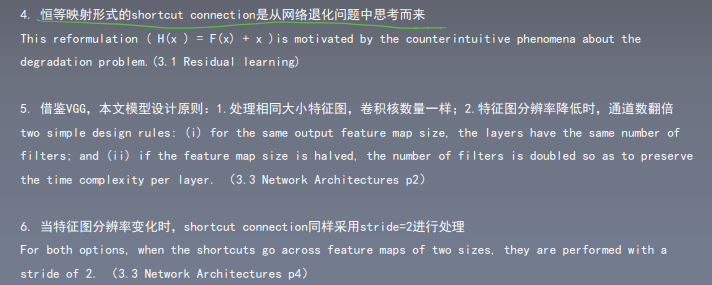 4. 恒等映射形式的shortcut connection是从网络退化问题中思考而来
This reformulation ( H(x ) = F(x) + x )is motivated by the counterintuitive phenomena about the
degradation problem.(3.1 Residual learning)
5. 借鉴VGG，本文模型设计原则：1.处理相同大小特征图，卷积核数量一样；2.特征图分辨率降低时，通道数翻倍
two simple design rules: (i) for the same output feature map size, the layers have the same number of
filters; and (ii) if the feature map size is halved, the number of filters is doubled so as to preserve
the time complexity per layer. （3.3 Network Architectures p2）
6. 当特征图分辨率变化时，shortcut connection同样采用stride=2进行处理
For both options, when the shortcuts go across feature maps of two sizes, they are performed with a
stride of 2. （3.3 Network Architectures p4）